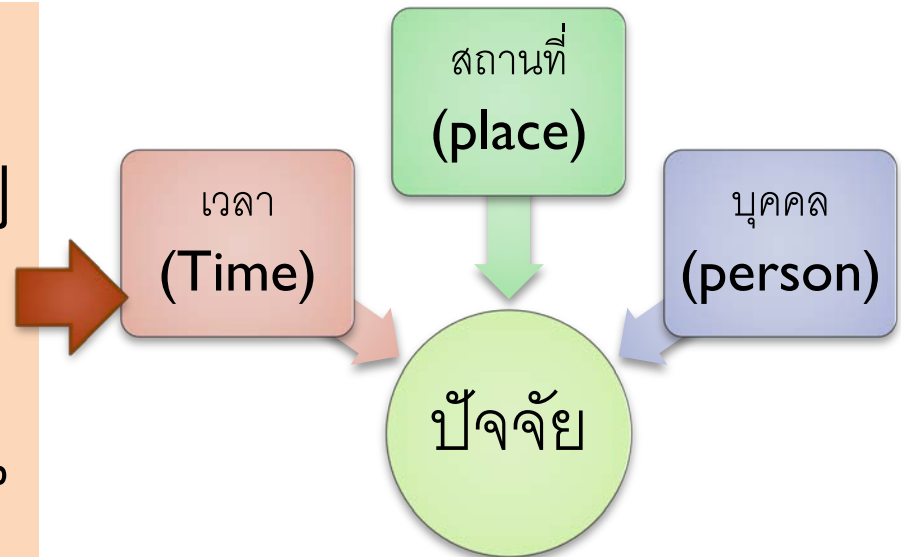 สถานที่
(place)
เวลา
(Time)
บุคคล
(person)
ปัจจัย